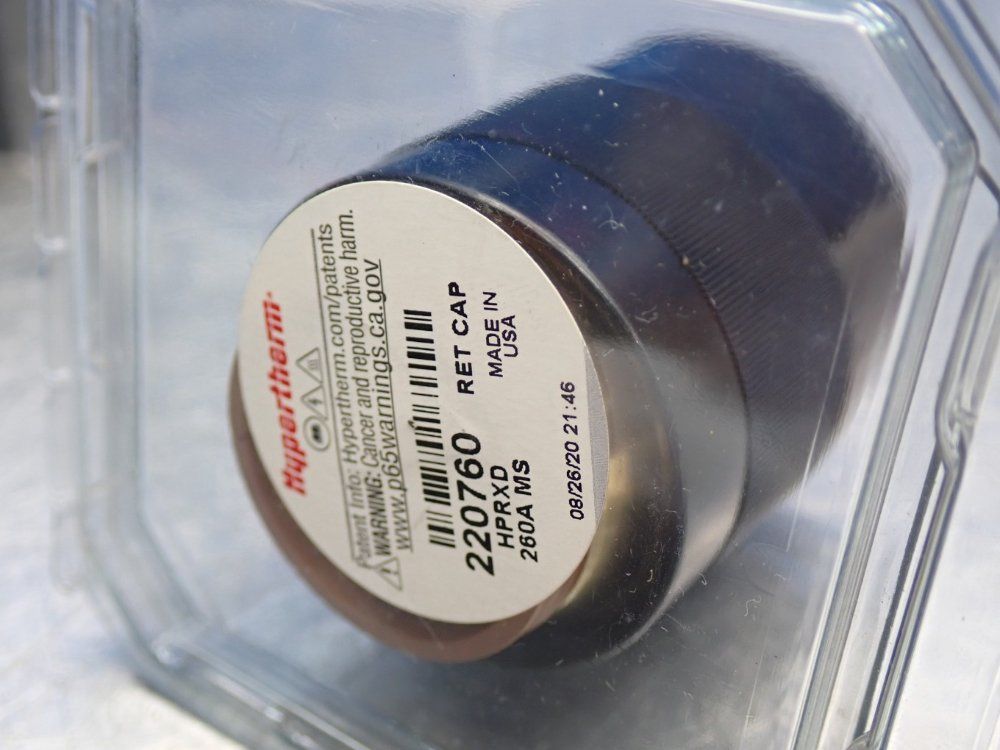 Hypertherm
Patent Info: Hypertherm.com/patents
WARNING: Cancer and reproductive harm.
www.p65warnings.ca.gov
220760 RET CAP
HPRXD MADE IN
260A MS USA
08/26/20 21:46